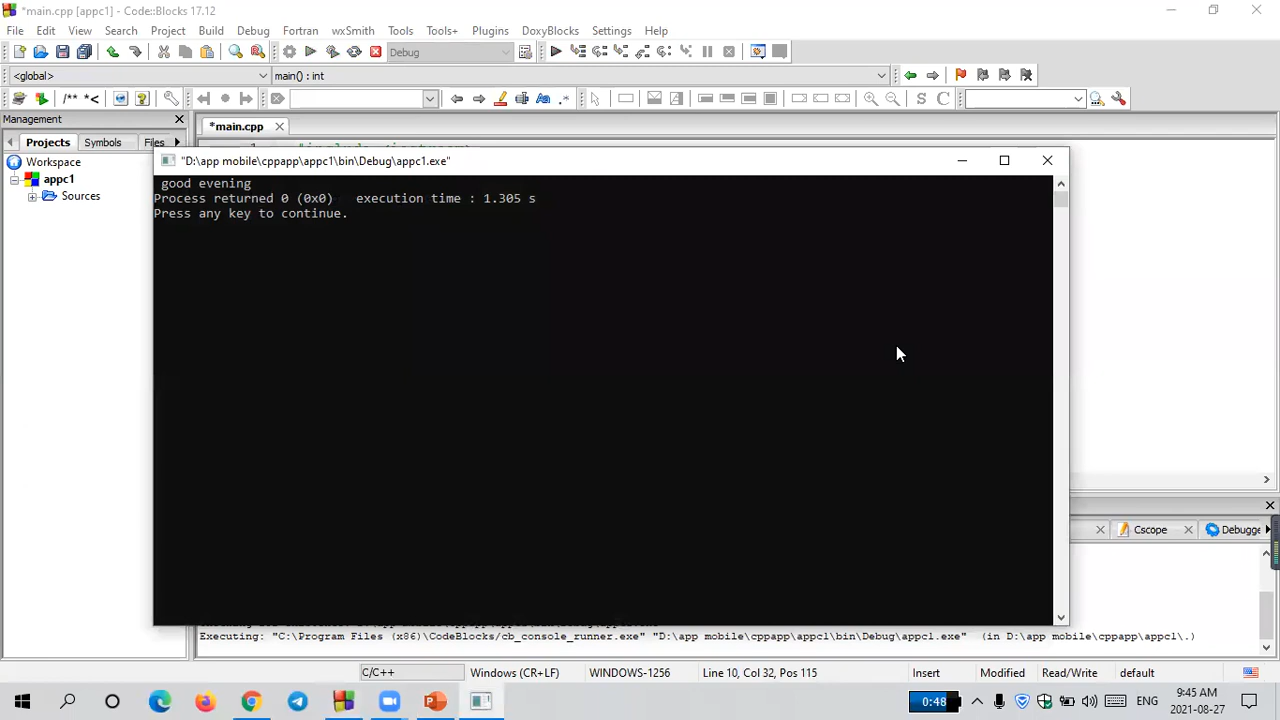 *main.cpp [appc1] - Code::Blocks 17.12
File Edit View Search Project Build Debug Fortran wxSmith Tools Tools+ Plugins DoxyBlocks Settings Help
Debug
<global> main() : int
/** *< S C
Management
Projects Symbols Files
*main.cpp
Workspace
appc1
Sources
1 #include <iostream>
"D:\app mobile\cppapp\appc1\bin\Debug\appc1.exe"
good evening
Process returned 0 (0x0) execution time : 1.305 s
Press any key to continue.
Cscope Debugge
Executing: "C:\Program Files (x86)\CodeBlocks/cb_console_runner.exe" "D:\app mobile\cppapp\appc1\bin\Debug\appc1.exe" (in D:\app mobile\cppapp\appc1\.)
C/C++ Windows (CR+LF) WINDOWS-1256 Line 10, Col 32, Pos 115 Insert Modified Read/Write default
0:48 ENG 9:45 AM
2021-08-27